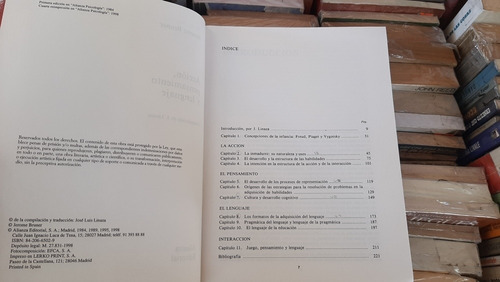 Primera edición en "Alianza Psicología": 1984
Cuarta reimpresión en "Alianza Psicología": 1998
Reservados todos los derechos. El contenido de esta obra está protegido por la Ley, que establece penas de prisión y/o multas, además de las correspondientes indemnizaciones por daños y perjuicios, para quienes reprodujeren, plagiaren, distribuyeren o comunicaren públicamente, en todo o en parte, una obra literaria, artística o científica, o su transformación, interpretación o ejecución artística fijada en cualquier tipo de soporte o comunicada a través de cualquier medio, sin la preceptiva autorización.
© de la compilación y traducción: José Luis Linaza
© Jerome Bruner
© Alianza Editorial, S. A., Madrid, 1984, 1989, 1995, 1998
Calle Juan Ignacio Luca de Tena, 15; 28027 Madrid; teléf. 91 393 88 88
ISBN: 84-206-6502-9
Depósito legal: M. 27.831-1998
Fotocomposición: EFCA, S. A.
Impreso en LERKO PRINT, S. A.
Paseo de la Castellana, 121, 28046 Madrid
Printed in Spain
INDICE
Pág.
Introducción, por J. Linaza 9
Capítulo 1. Concepciones de la infancia: Freud, Piaget y Vygotsky
LA ACCION
Capítulo 2. La inmadurez: su naturaleza y usos 45
Capítulo 3. El desarrollo y la estructura de las habilidades 75
Capítulo 4. La intención en la estructura de la acción y de la interacción 101
EL PENSAMIENTO
Capítulo 5. El desarrollo de los procesos de representación
Capítulo 6. Orígenes de las estrategias para la resolución de problemas en la
adquisición de habilidades 129
Capítulo 7. Cultura y desarrollo cognitivo 149
EL LENGUAJE
Capítulo 8. Los formatos de la adquisición del lenguaje 173
Capítulo 9. Pragmática del lenguaje y lenguaje de la pragmática
Capítulo 10. El lenguaje de la educación 197
INTERACCION
Capítulo 11. Juego, pensamiento y lenguaje 211
Bibliografía 221
7